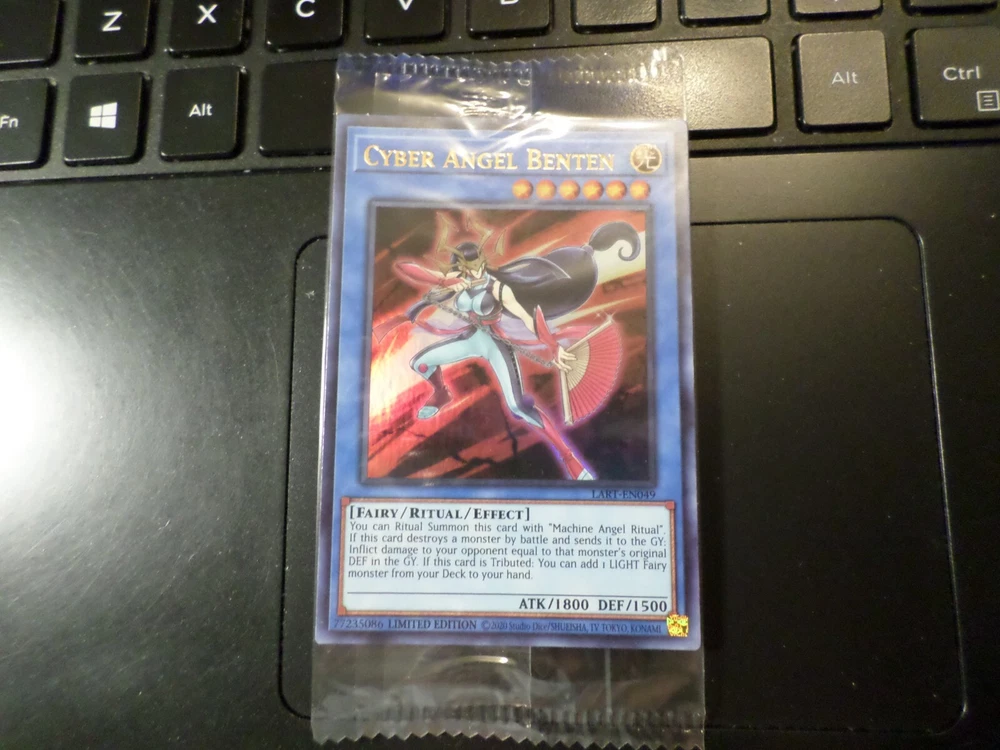 Z X C V B
Fn Alt Alt Ctrl
CYBER ANGEL BENTEN 光
LART-EN049
[FAIRY/RITUAL/EFFECT]
You can Ritual Summon this card with "Machine Angel Ritual".
If this card destroys a monster by battle and sends it to the GY:
Inflict damage to your opponent equal to that monster's original
DEF in the GY. If this card is Tributed: You can add 1 LIGHT Fairy
monster from your Deck to your hand.
ATK/1800 DEF/1500
77235086 LIMITED EDITION ©2020 Studio Dice/SHUEISHA, TV TOKYO, KONAMI